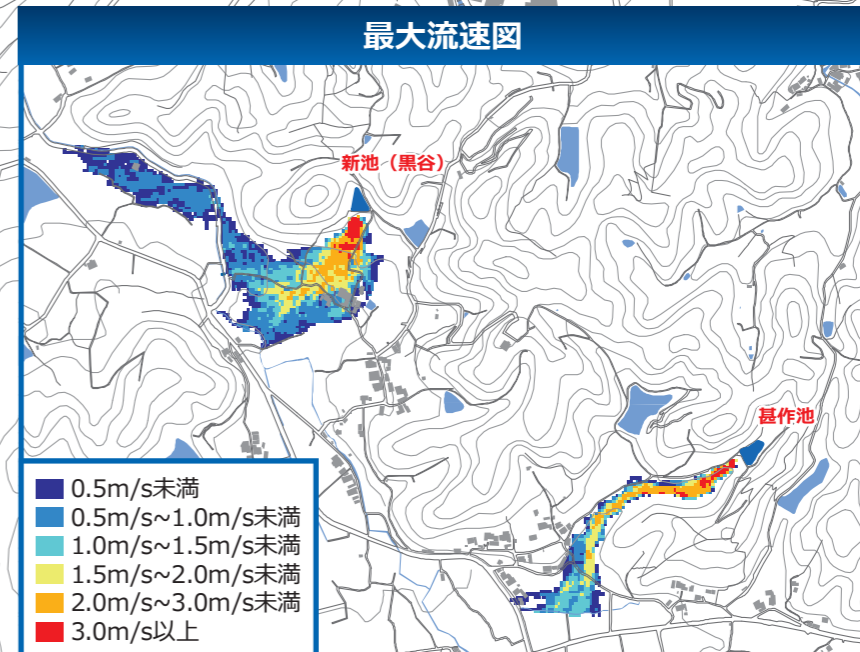 最大流速図
新池（黒谷）
甚作池
0.5m/s未満
0.5m/s~1.0m/s未満
1.0m/s~1.5m/s未満
1.5m/s~2.0m/s未満
2.0m/s~3.0m/s未満
3.0m/s以上